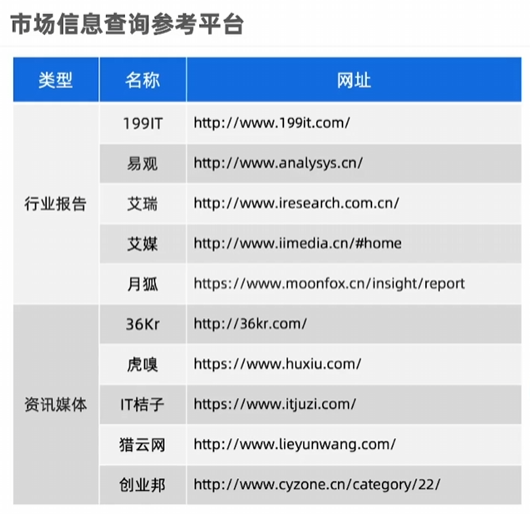 市场信息查询参考平台
类型 名称 网址
行业报告
199IT http://www.199it.com/
易观 http://www.analysys.cn/
艾瑞 http://www.iresearch.com.cn/
艾媒 http://www.iimedia.cn/#home
月狐 https://www.moonfox.cn/insight/report
资讯媒体
36Kr http://36kr.com/
虎嗅 https://www.huxiu.com/
IT桔子 https://www.itjuzi.com/
猎云网 http://www.lieyunwang.com/
创业邦 http://www.cyzone.cn/category/22/